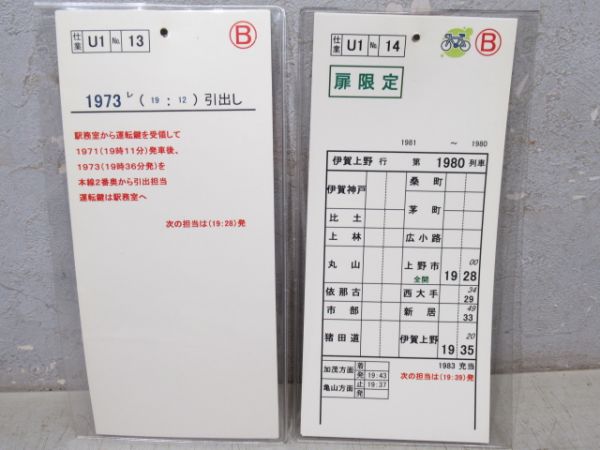 仕業 U1 No. 13 Ⓑ
1973レ ( 19 : 12 ) 引出し
駅務室から運転鍵を受領して
1971(19時11分)発車後、
1973(19時36分発)を
本線2番奥から引出担当
運転鍵は駅務室へ
次の担当は(19:28)発
仕業 U1 No. 14 Ⓑ
扉限定
1981 ～ 1980
伊賀上野 行 第 1980 列車
伊賀神戸 桑町
比土 茅町
上林 広小路
丸山 上野市 全開 19 28 00
依那古 西大手 29 34
市部 新居 33 49
猪田道 伊賀上野 19 35 20
1983 充当
加茂方面 着 発 19:43
亀山方面 止 19:37 発
次の担当は(19:39)発